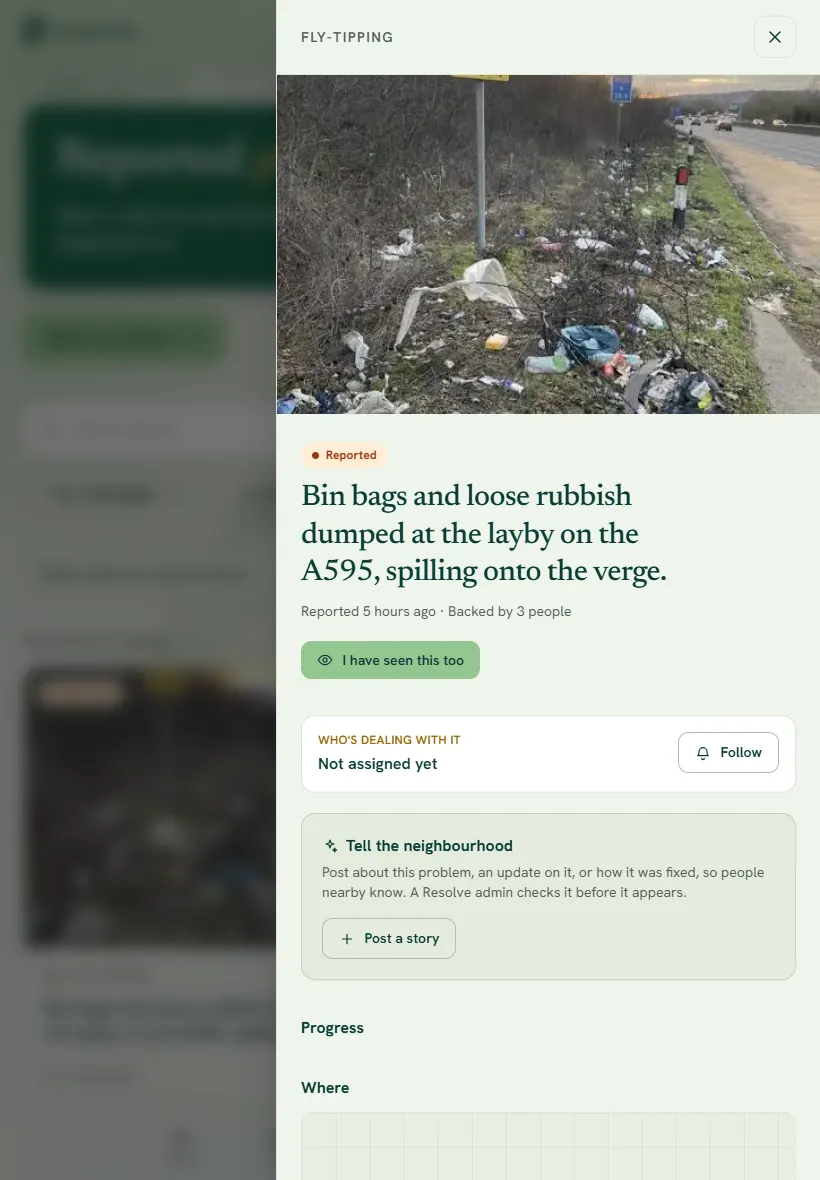 FLY-TIPPING
Reported
Bin bags and loose rubbish
dumped at the layby on the
A595, spilling onto the verge.
Reported 5 hours ago · Backed by 3 people
I have seen this too
WHO'S DEALING WITH IT
Not assigned yet
Follow
Tell the neighbourhood
Post about this problem, an update on it, or how it was fixed, so people
nearby know. A Resolve admin checks it before it appears.
Post a story
Progress
Where